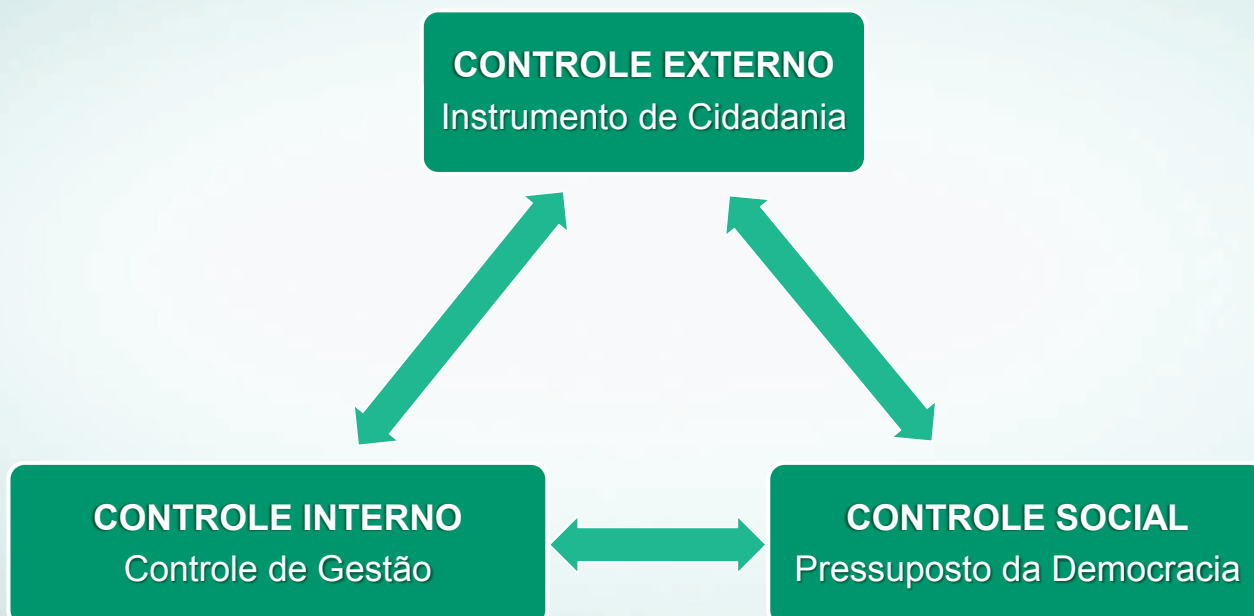 CONTROLE EXTERNO
Instrumento de Cidadania
CONTROLE INTERNO
Controle de Gestão
CONTROLE SOCIAL
Pressuposto da Democracia